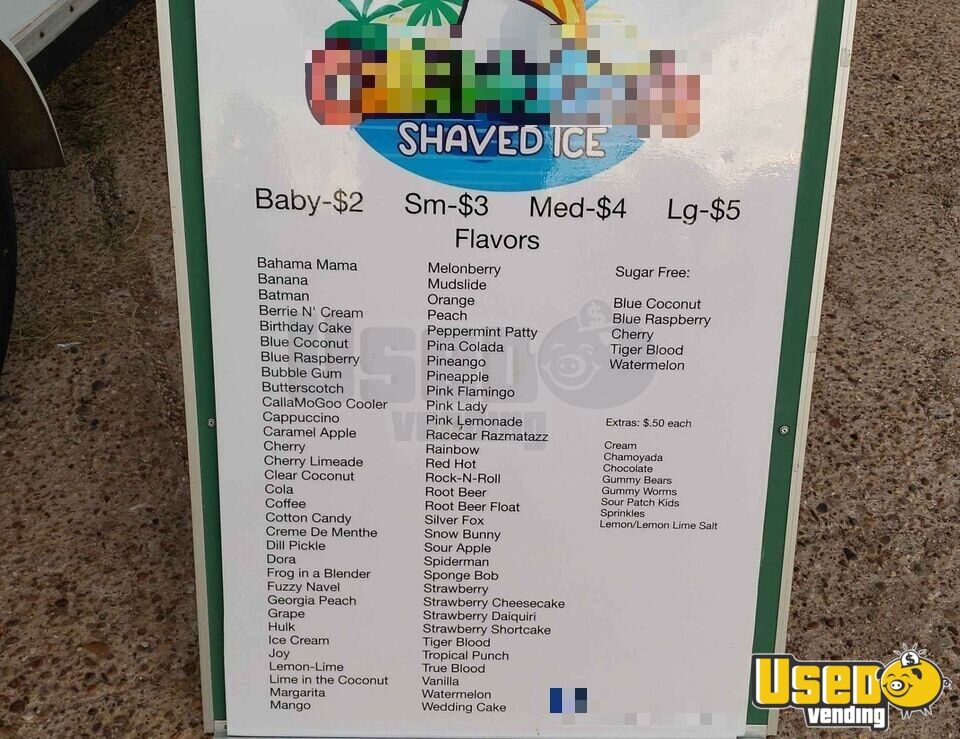 SHAVED ICE
Baby-$2 Sm-$3 Med-$4 Lg-$5
Flavors
Bahama Mama
Banana
Batman
Berrie N' Cream
Birthday Cake
Blue Coconut
Blue Raspberry
Bubble Gum
Butterscotch
CallaMoGoo Cooler
Cappuccino
Caramel Apple
Cherry
Cherry Limeade
Clear Coconut
Cola
Coffee
Cotton Candy
Creme De Menthe
Dill Pickle
Dora
Frog in a Blender
Fuzzy Navel
Georgia Peach
Grape
Hulk
Ice Cream
Joy
Lemon-Lime
Lime in the Coconut
Margarita
Mango
Melonberry
Mudslide
Orange
Peach
Peppermint Patty
Pina Colada
Pineango
Pineapple
Pink Flamingo
Pink Lady
Pink Lemonade
Racecar Razmatazz
Rainbow
Red Hot
Rock-N-Roll
Root Beer
Root Beer Float
Silver Fox
Snow Bunny
Sour Apple
Spiderman
Sponge Bob
Strawberry
Strawberry Cheesecake
Strawberry Daiquiri
Strawberry Shortcake
Tiger Blood
Tropical Punch
True Blood
Vanilla
Watermelon
Wedding Cake
Sugar Free:
Blue Coconut
Blue Raspberry
Cherry
Tiger Blood
Watermelon
Extras: $.50 each
Cream
Chamoyada
Chocolate
Gummy Bears
Gummy Worms
Sour Patch Kids
Sprinkles
Lemon/Lemon Lime Salt
USED
vending
USED
vending